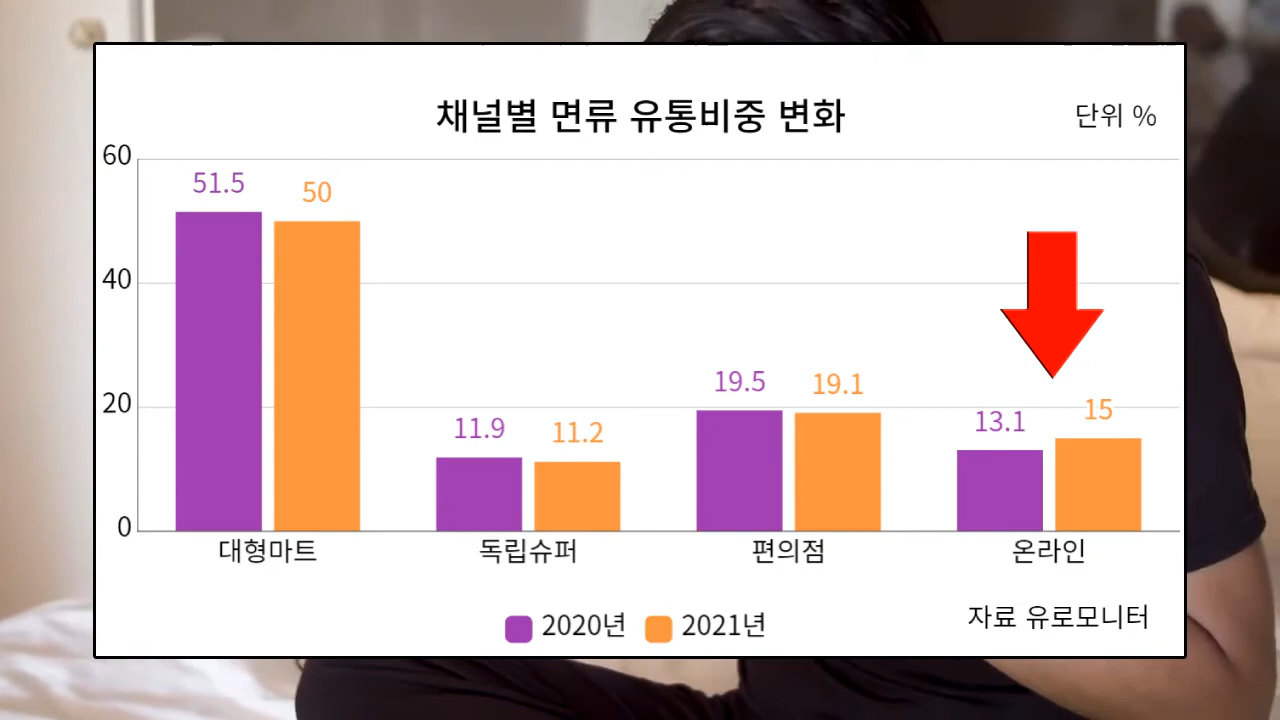 채널별 면류 유통비중 변화
단위 %
60
40
20
0
51.5
50
11.9
11.2
19.5
19.1
13.1
15
대형마트
독립슈퍼
편의점
온라인
2020년
2021년
자료 유로모니터